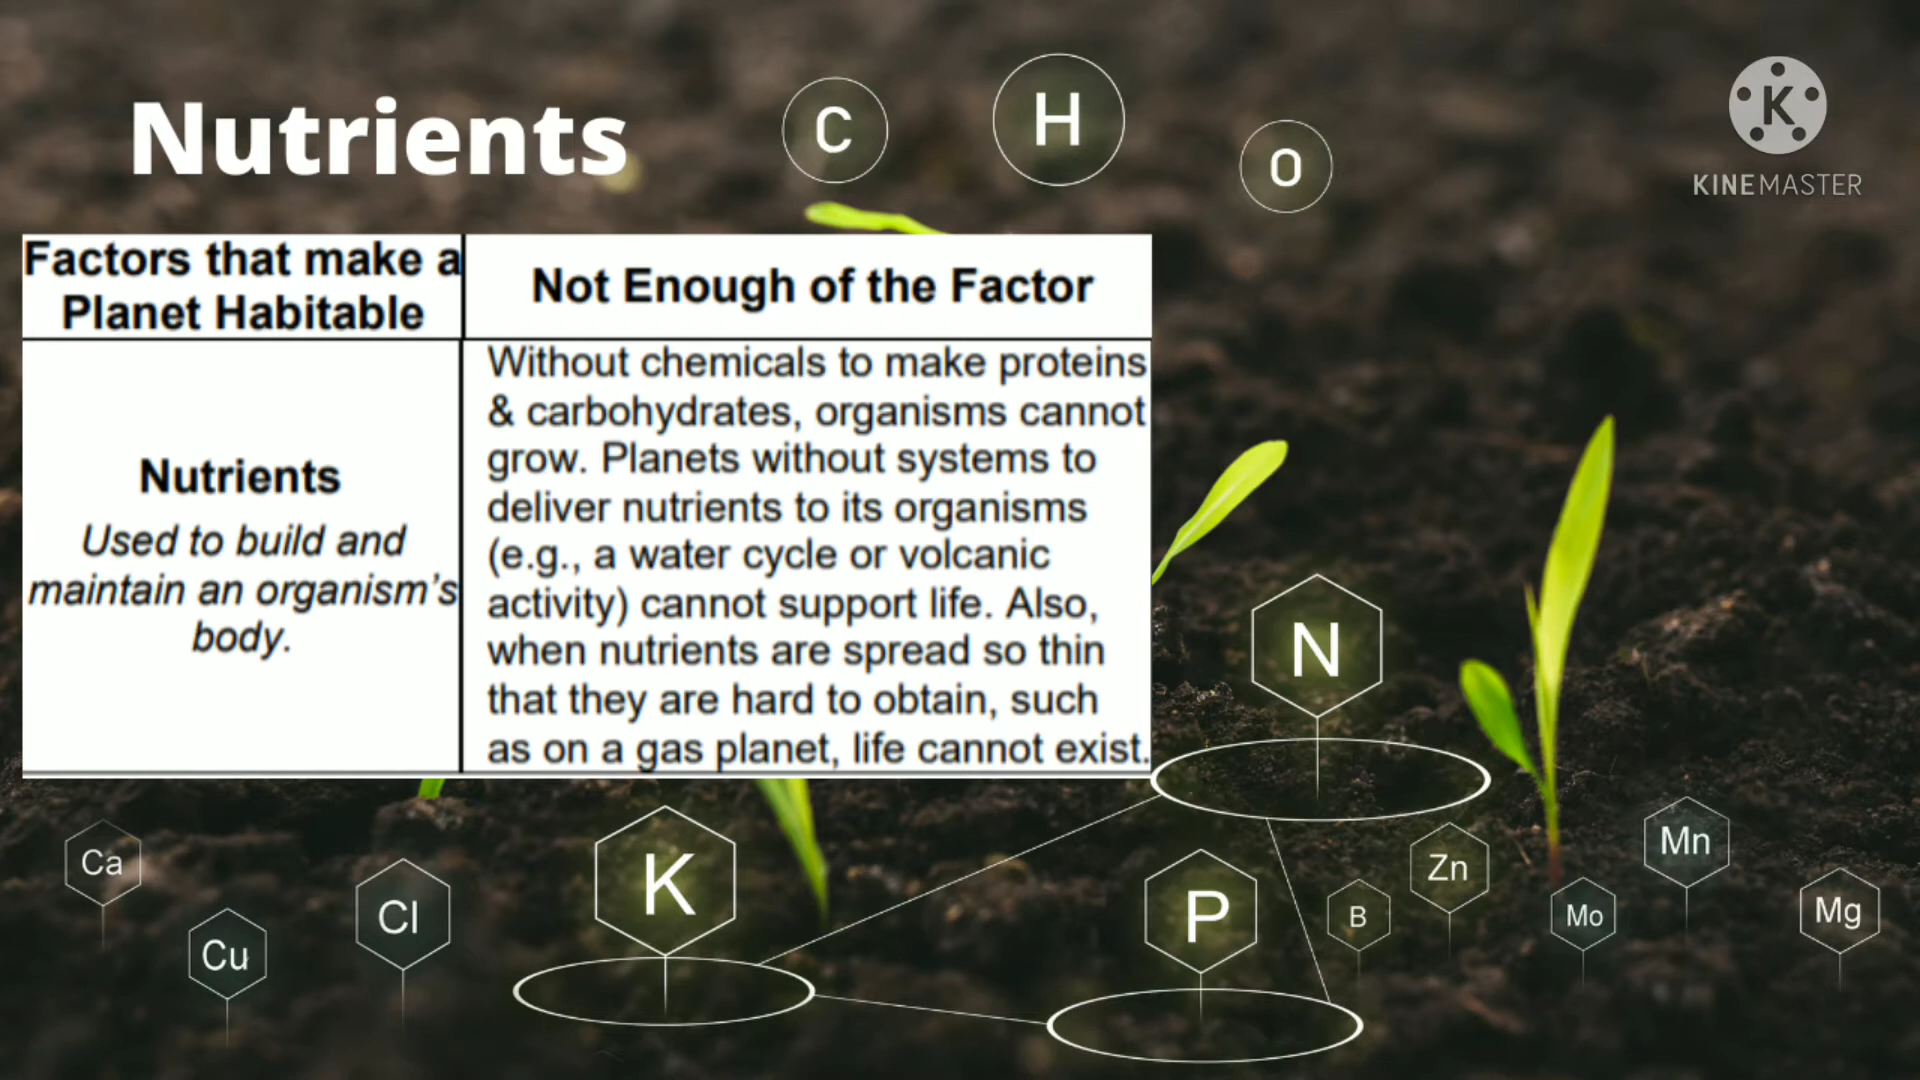 Nutrients
C
H
O
KINEMASTER
Factors that make a
Planet Habitable
Not Enough of the Factor
Nutrients
Used to build and
maintain an organism's
body.
Without chemicals to make proteins
& carbohydrates, organisms cannot
grow. Planets without systems to
deliver nutrients to its organisms
(e.g., a water cycle or volcanic
activity) cannot support life. Also,
when nutrients are spread so thin
that they are hard to obtain, such
as on a gas planet, life cannot exist.
N
Ca
Cu
Cl
K
P
B
Zn
Mo
Mn
Mg